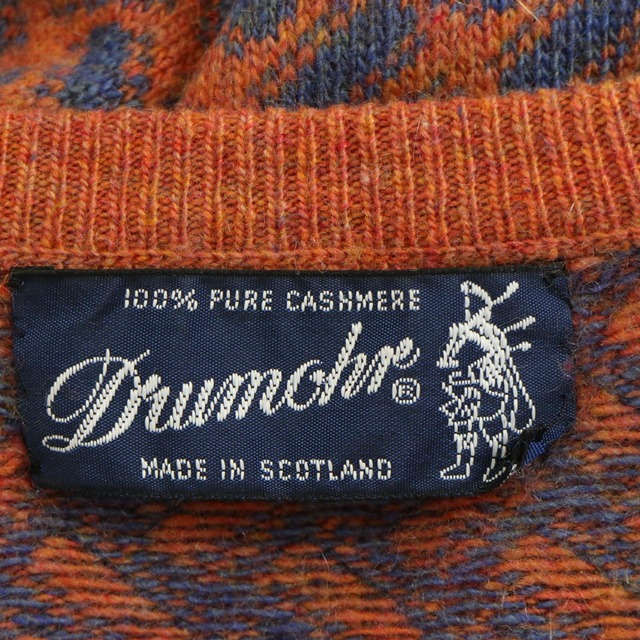 100% PURE CASHMERE
Drumohr®
MADE IN SCOTLAND